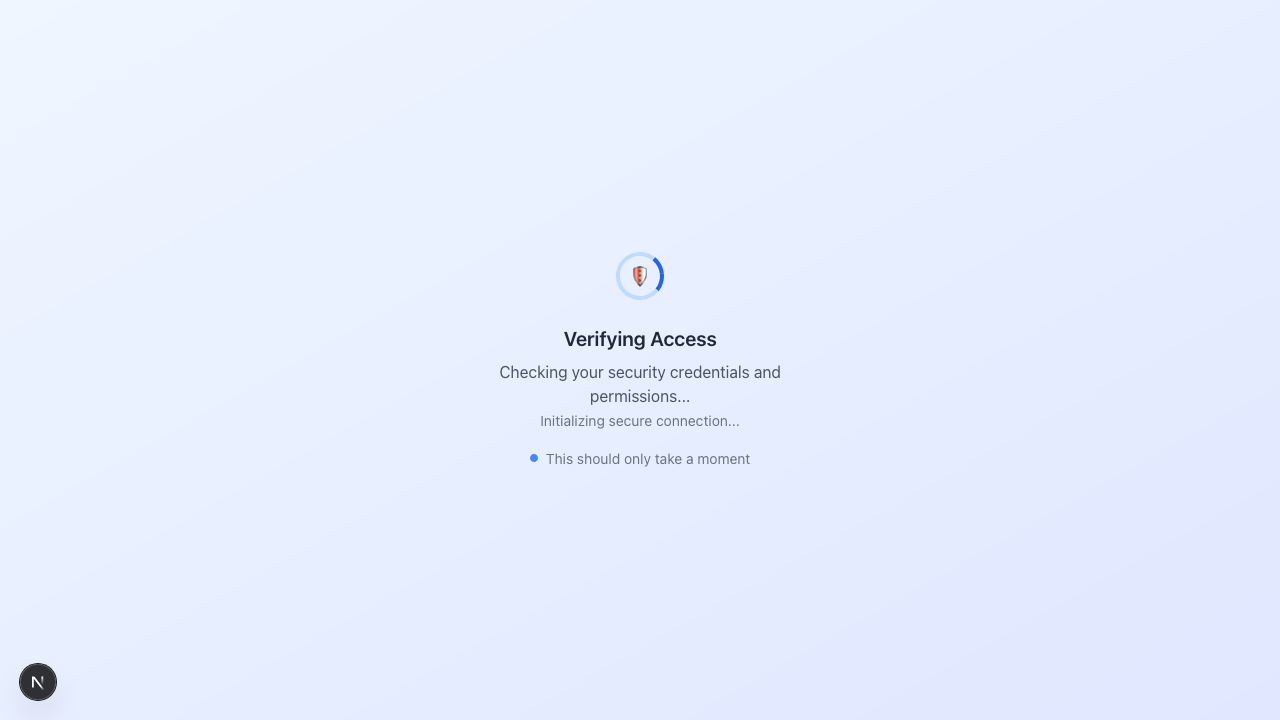 Verifying Access
Checking your security credentials and
permissions...
Initializing secure connection...
This should only take a moment
N